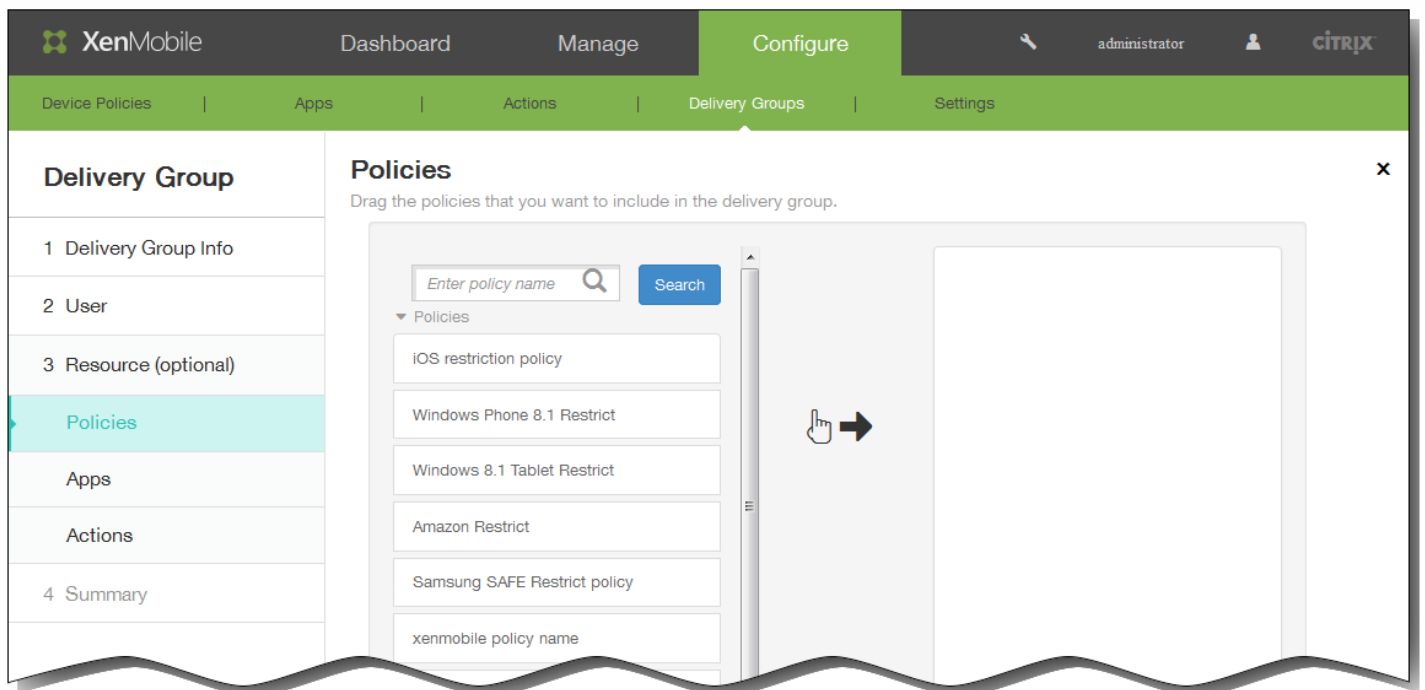 XenMobile Dashboard Manage Configure administrator CİTRIX
Device Policies | Apps | Actions | Delivery Groups | Settings
Delivery Group
1 Delivery Group Info
2 User
3 Resource (optional)
Policies
Apps
Actions
4 Summary
Policies x
Drag the policies that you want to include in the delivery group.
Enter policy name Search
Policies
iOS restriction policy
Windows Phone 8.1 Restrict
Windows 8.1 Tablet Restrict
Amazon Restrict
Samsung SAFE Restrict policy
xenmobile policy name